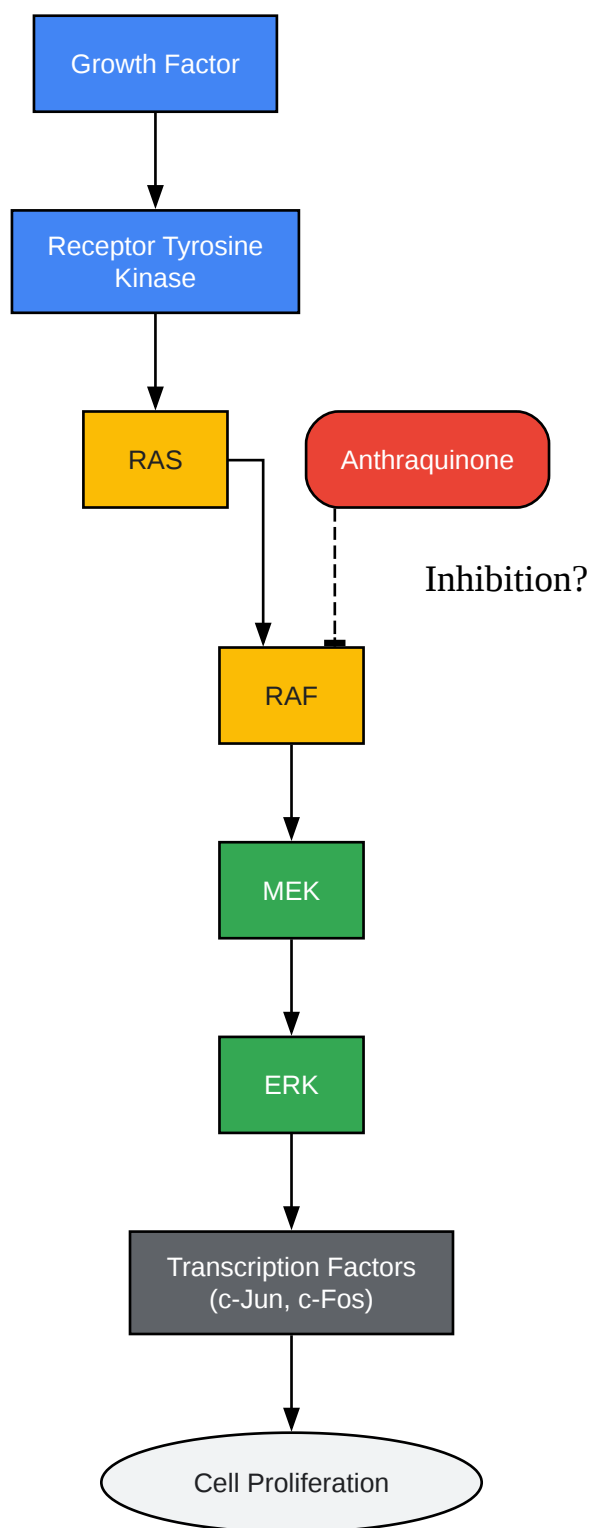 Growth Factor
Receptor Tyrosine
Kinase
RAS
Anthraquinone
Inhibition?
RAF
MEK
ERK
Transcription Factors
(c-Jun, c-Fos)
Cell Proliferation